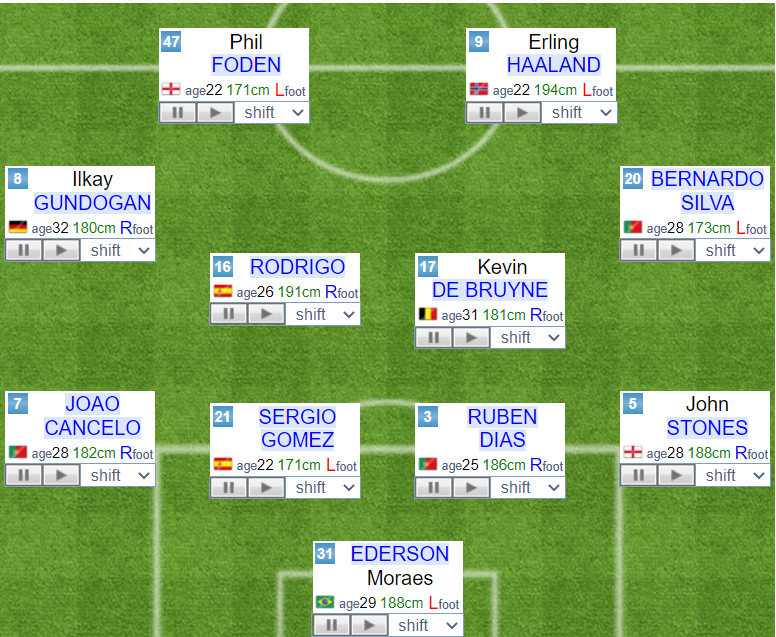 47 Phil
FODEN
age22 171cm Lfoot
shift
9 Erling
HAALAND
age22 194cm Lfoot
shift
8 Ilkay
GUNDOGAN
age32 180cm Rfoot
shift
20 BERNARDO
SILVA
age28 173cm Lfoot
shift
16 RODRIGO
age26 191cm Rfoot
shift
17 Kevin
DE BRUYNE
age31 181cm Rfoot
shift
7 JOAO
CANCELO
age28 182cm Rfoot
shift
21 SERGIO
GOMEZ
age22 171cm Lfoot
shift
3 RUBEN
DIAS
age25 186cm Rfoot
shift
5 John
STONES
age28 188cm Rfoot
shift
31 EDERSON
Moraes
age29 188cm Lfoot
shift